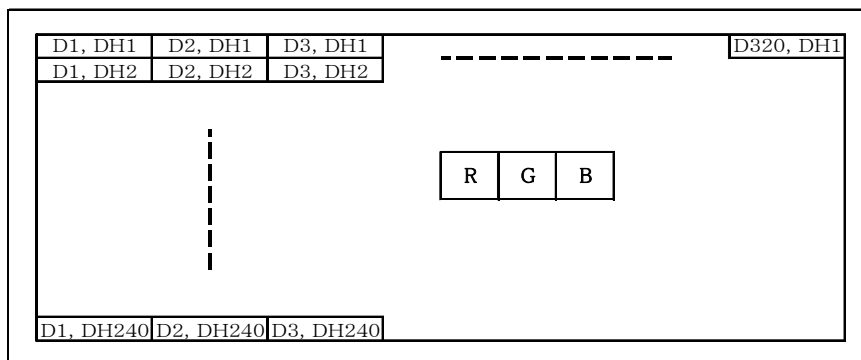 D1, DH1 D2, DH1 D3, DH1 D320, DH1
D1, DH2 D2, DH2 D3, DH2
R G B
D1, DH240 D2, DH240 D3, DH240